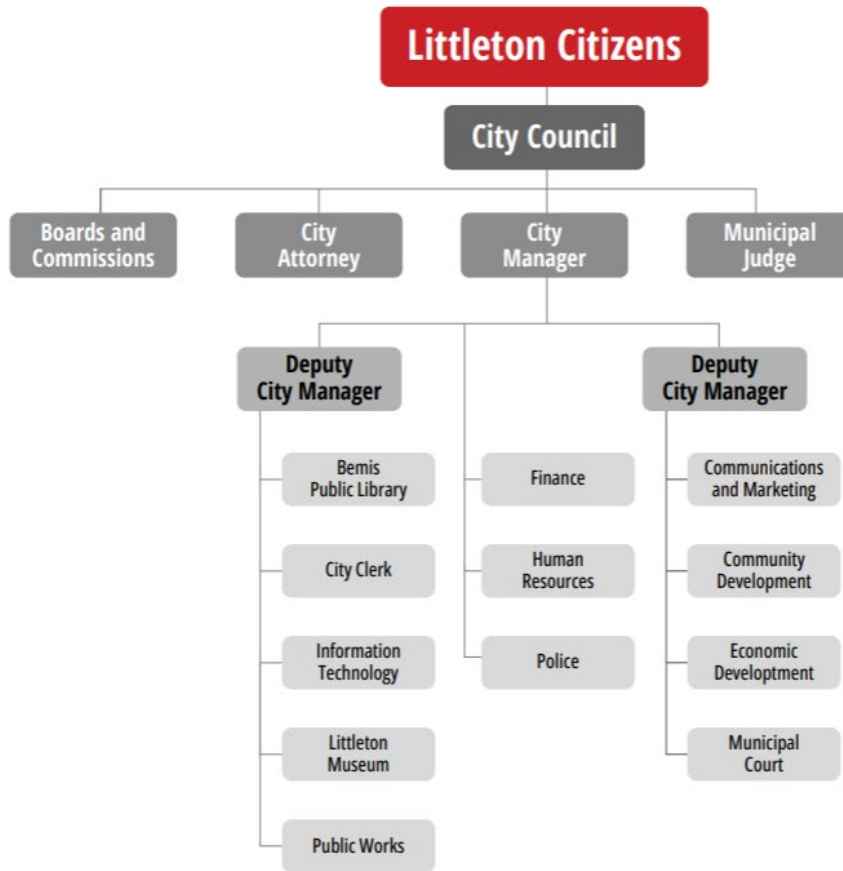 Littleton Citizens
City Council
Boards and
Commissions
City
Attorney
City
Manager
Municipal
Judge
Deputy
City Manager
Deputy
City Manager
Bemis
Public Library
Finance
Communications
and Marketing
City Clerk
Human
Resources
Community
Development
Information
Technology
Police
Economic
Developtment
Littleton
Museum
Municipal
Court
Public Works